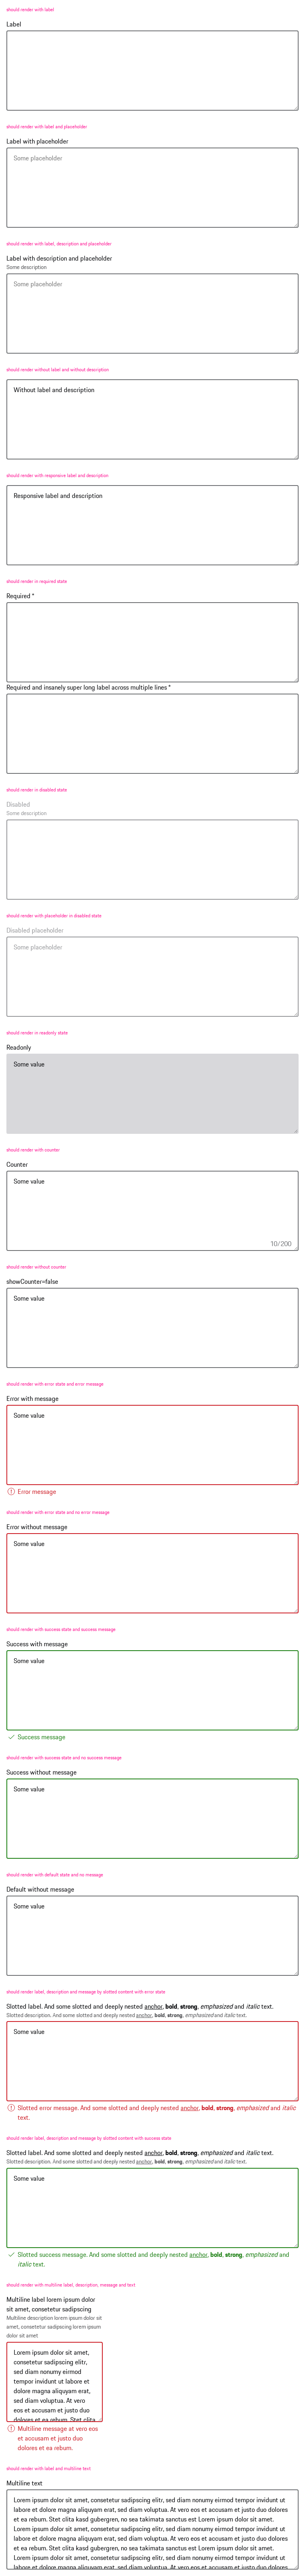 should render with label
Label
should render with label and placeholder
Label with placeholder
Some placeholder
should render with label, description and placeholder
Label with description and placeholder
Some description
Some placeholder
should render without label and without description
Without label and description
should render with responsive label and description
Responsive label and description
should render in required state
Required *
Required and insanely super long label across multiple lines *
should render in disabled state
Disabled
Some description
should render with placeholder in disabled state
Disabled placeholder
Some placeholder
should render in readonly state
Readonly
Some value
should render with counter
Counter
Some value
10/200
should render without counter
showCounter=false
Some value
should render with error state and error message
Error with message
Some value
Error message
should render with error state and no error message
Error without message
Some value
should render with success state and success message
Success with message
Some value
Success message
should render with success state and no success message
Success without message
Some value
should render with default state and no message
Default without message
Some value
should render label, description and message by slotted content with error state
Slotted label. And some slotted and deeply nested anchor, bold, strong, emphasized and italic text.
Slotted description. And some slotted and deeply nested anchor, bold, strong, emphasized and italic text.
Some value
Slotted error message. And some slotted and deeply nested anchor, bold, strong, emphasized and italic
text.
should render label, description and message by slotted content with success state
Slotted label. And some slotted and deeply nested anchor, bold, strong, emphasized and italic text.
Slotted description. And some slotted and deeply nested anchor, bold, strong, emphasized and italic text.
Some value
Slotted success message. And some slotted and deeply nested anchor, bold, strong, emphasized and
italic text.
should render with multiline label, description, message and text
Multiline label lorem ipsum dolor
sit amet, consetetur sadipscing
Multiline description lorem ipsum dolor sit
amet, consetetur sadipscing lorem ipsum
dolor sit amet
Lorem ipsum dolor sit amet,
consetetur sadipscing elitr,
sed diam nonumy eirmod
tempor invidunt ut labore et
dolore magna aliquyam erat,
sed diam voluptua. At vero
eos et accusam et justo duo
dolores et ea rebum. Stet clita
Multiline message at vero eos
et accusam et justo duo
dolores et ea rebum.
should render with label and multiline text
Multiline text
Lorem ipsum dolor sit amet, consetetur sadipscing elitr, sed diam nonumy eirmod tempor invidunt ut
labore et dolore magna aliquyam erat, sed diam voluptua. At vero eos et accusam et justo duo dolores
et ea rebum. Stet clita kasd gubergren, no sea takimata sanctus est Lorem ipsum dolor sit amet.
Lorem ipsum dolor sit amet, consetetur sadipscing elitr, sed diam nonumy eirmod tempor invidunt ut
labore et dolore magna aliquyam erat, sed diam voluptua. At vero eos et accusam et justo duo dolores
et ea rebum. Stet clita kasd gubergren, no sea takimata sanctus est Lorem ipsum dolor sit amet.
Lorem ipsum dolor sit amet, consetetur sadipscing elitr, sed diam nonumy eirmod tempor invidunt ut
labore et dolore magna aliquyam erat, sed diam voluptua. At vero eos et accusam et justo duo dolores